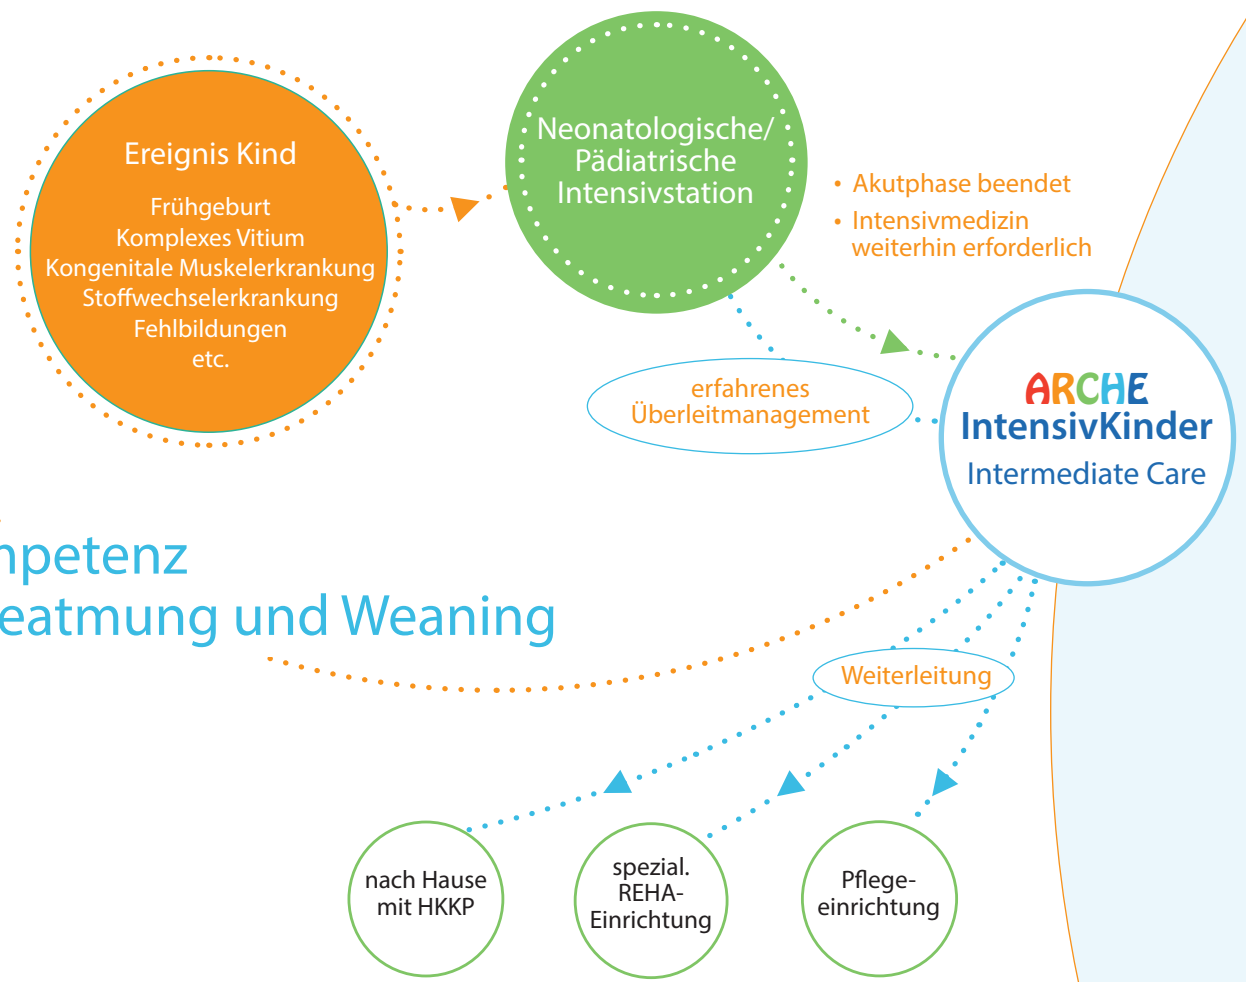 Ereignis Kind
Frühgeburt
Komplexes Vitium
Kongenitale Muskelerkrankung
Stoffwechselerkrankung
Fehlbildungen
etc.
Neonatologische/
Pädiatrische
Intensivstation
• Akutphase beendet
• Intensivmedizin
weiterhin erforderlich
erfahrenes
Überleitmanagement
ARCHE
IntensivKinder
Intermediate Care
mpetenz
eatmung und Weaning
Weiterleitung
nach Hause
mit HKKP
spezial.
REHA-
Einrichtung
Pflege-
einrichtung